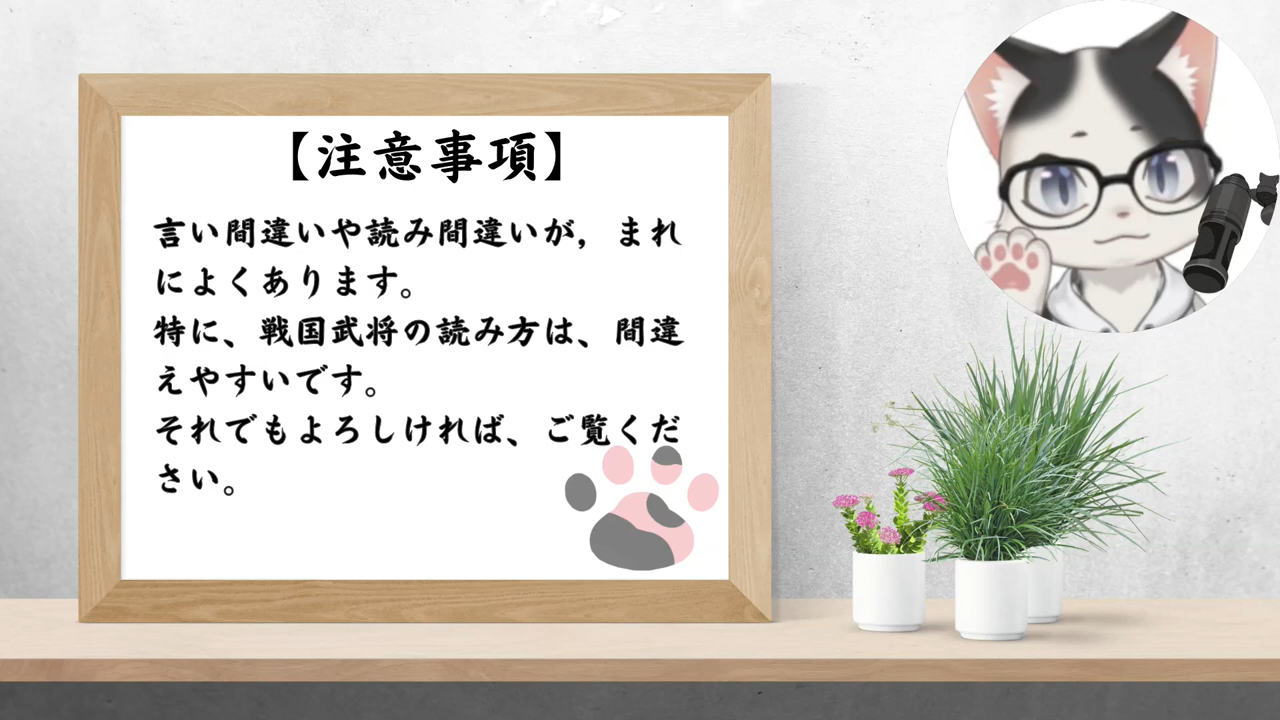 【注意事項】
言い間違いや読み間違いが，まれ
によくあります。
特に、戦国武将の読み方は、間違
えやすいです。
それでもよろしければ、ご覧くだ
さい。